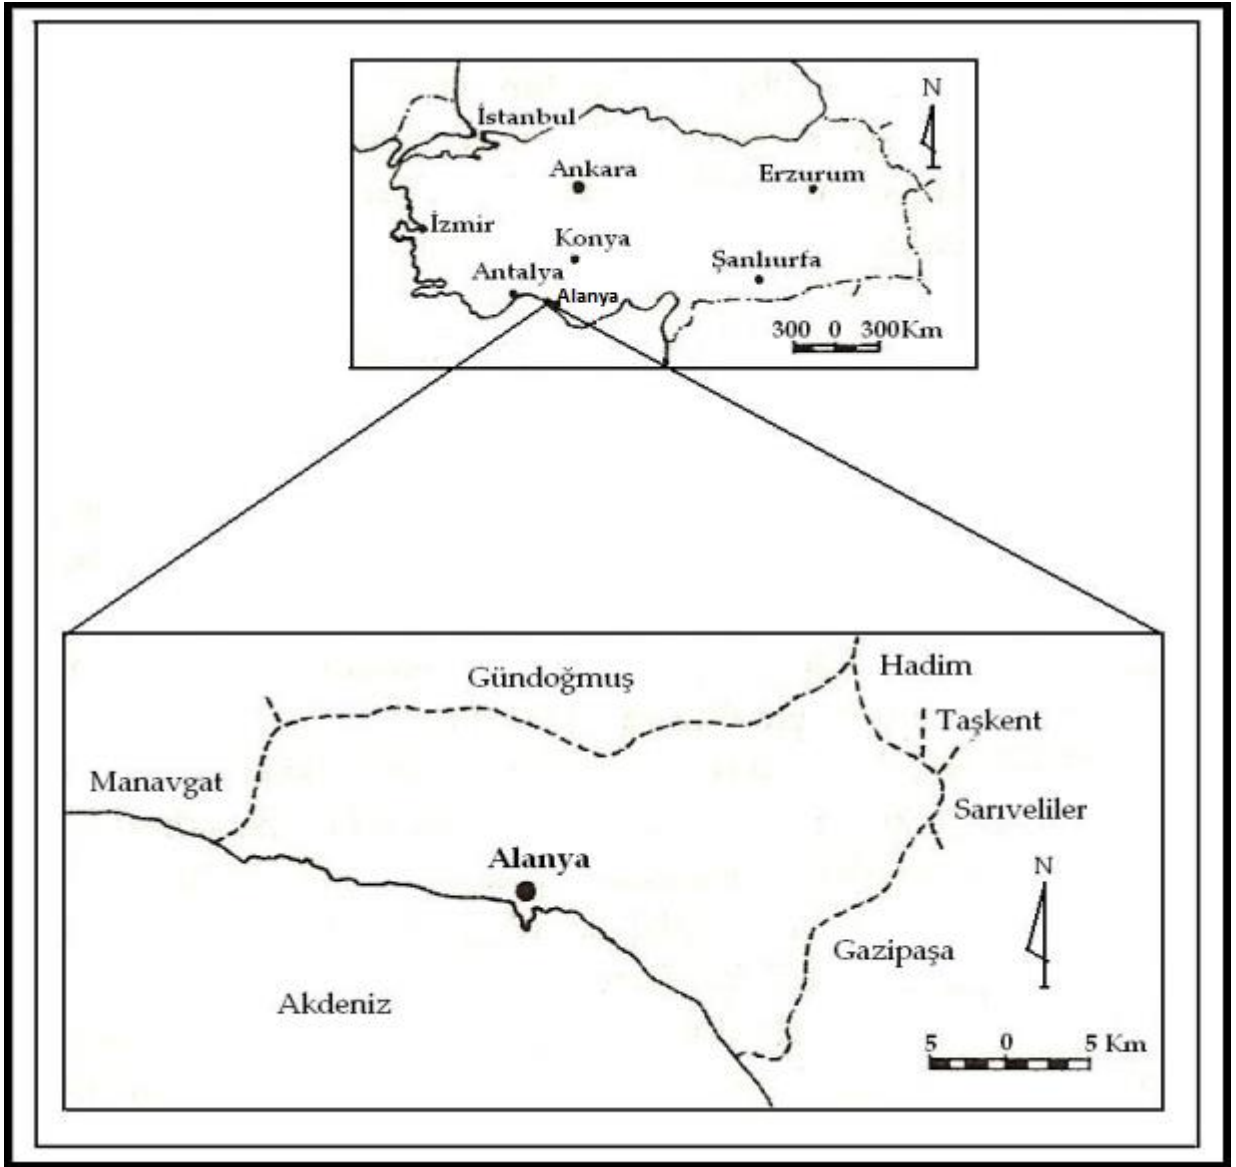 N
İstanbul
Ankara
Erzurum
İzmir
Konya
Şanlıurfa
Antalya
Alanya
300 0 300Km
Hadim
Gündoğmuş
Taşkent
Manavgat
Sarıveliler
Alanya
N
Gazipaşa
Akdeniz
5 0 5 Km